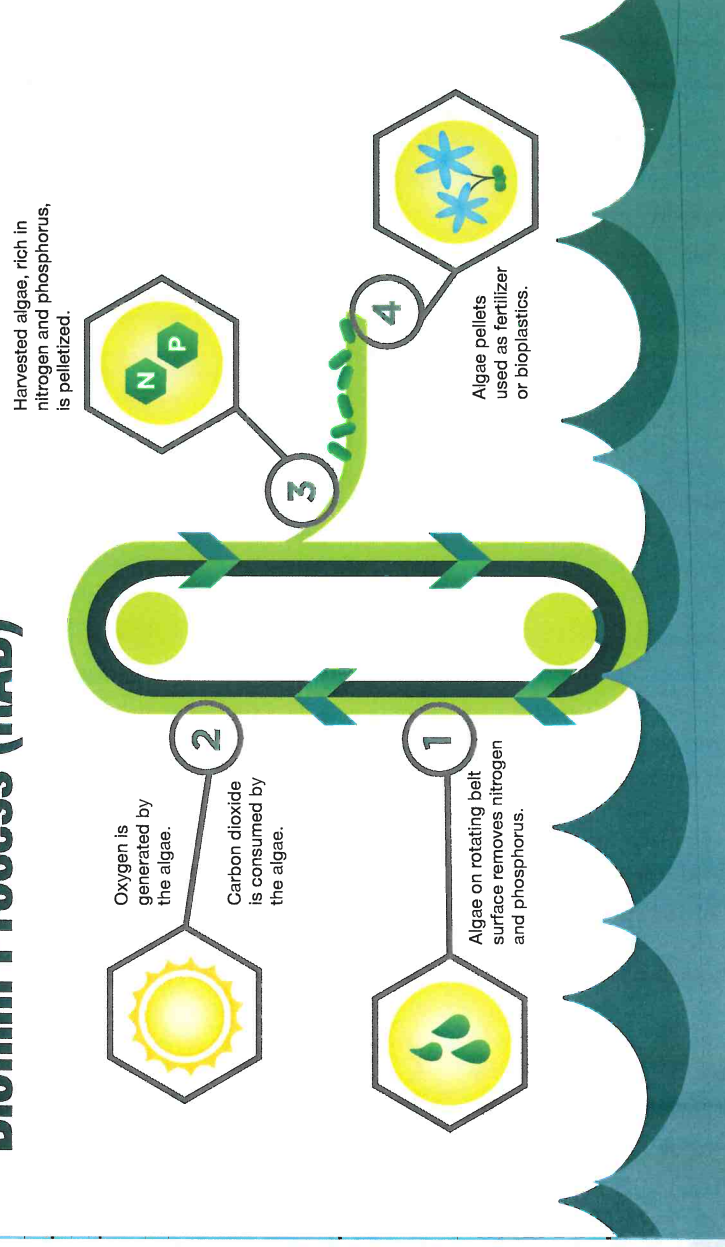 Process (RAB)
Oxygen is
generated by
the algae.
Carbon dioxide
is consumed by
the algae.
2
1
Algae on rotating belt
surface removes nitrogen
and phosphorus.
Harvested algae, rich in
nitrogen and phosphorus,
is pelletized.
N
P
3
4
Algae pellets
used as fertilizer
or bioplastics.